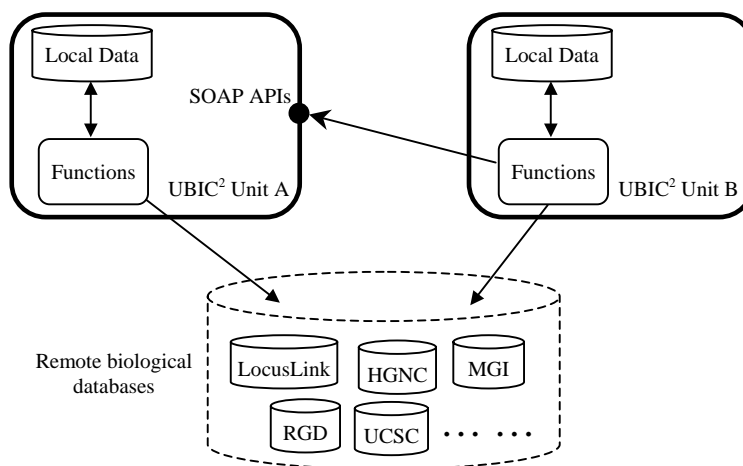 Local Data
Local Data
SOAP APIs
Functions
Functions
UBIC² Unit A
UBIC² Unit B
Remote biological
databases
LocusLink
HGNC
MGI
RGD
UCSC
... ...